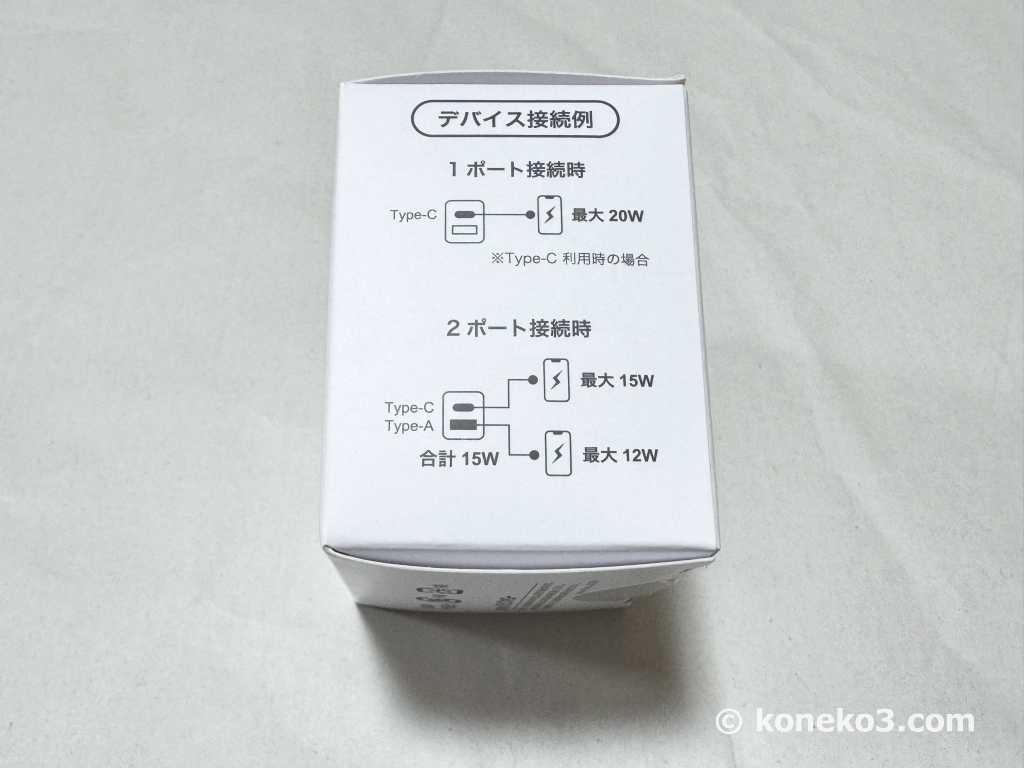 デバイス接続例
1 ポート接続時
Type-C
最大 20W
※Type-C 利用時の場合
2 ポート接続時
最大 15W
Type-C
Type-A
合計 15W
最大 12W
© koneko3.com